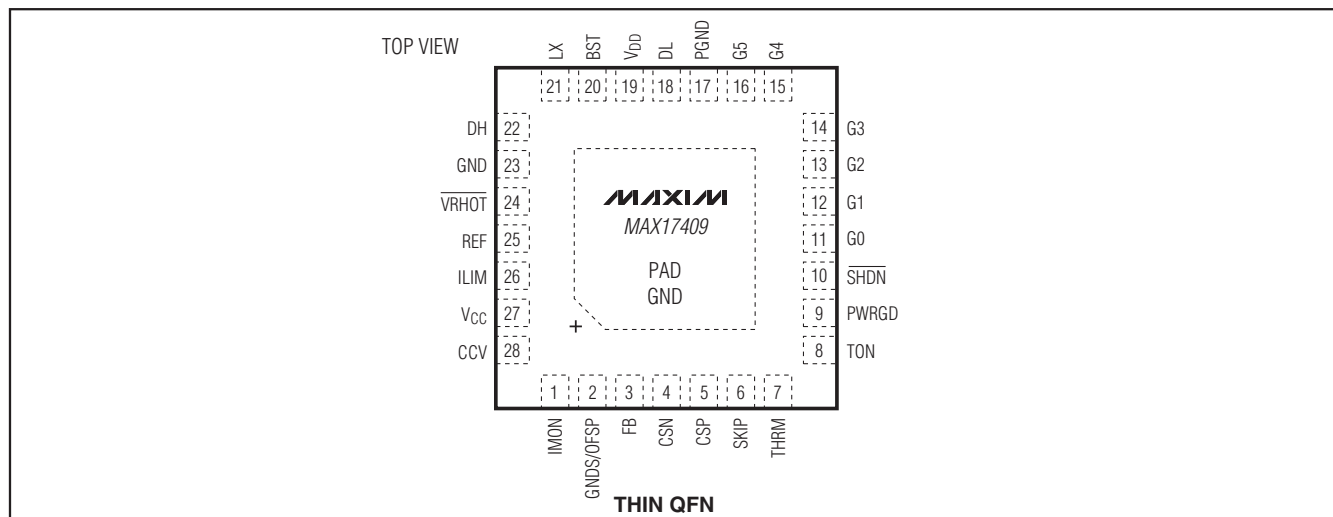 TOP VIEW
LX
BST
VDD
DL
PGND
G5
G4
21
20
19
18
17
16
15
DH 22
GND 23
VRHOT 24
REF 25
ILIM 26
VCC 27
CCV 28
14 G3
13 G2
12 G1
11 G0
10 SHDN
9 PWRGD
8 TON
MAXIM
MAX17409
PAD
GND
+
1
2
3
4
5
6
7
IMON
GNDS/OFSP
FB
CSN
CSP
SKIP
THRM
THIN QFN